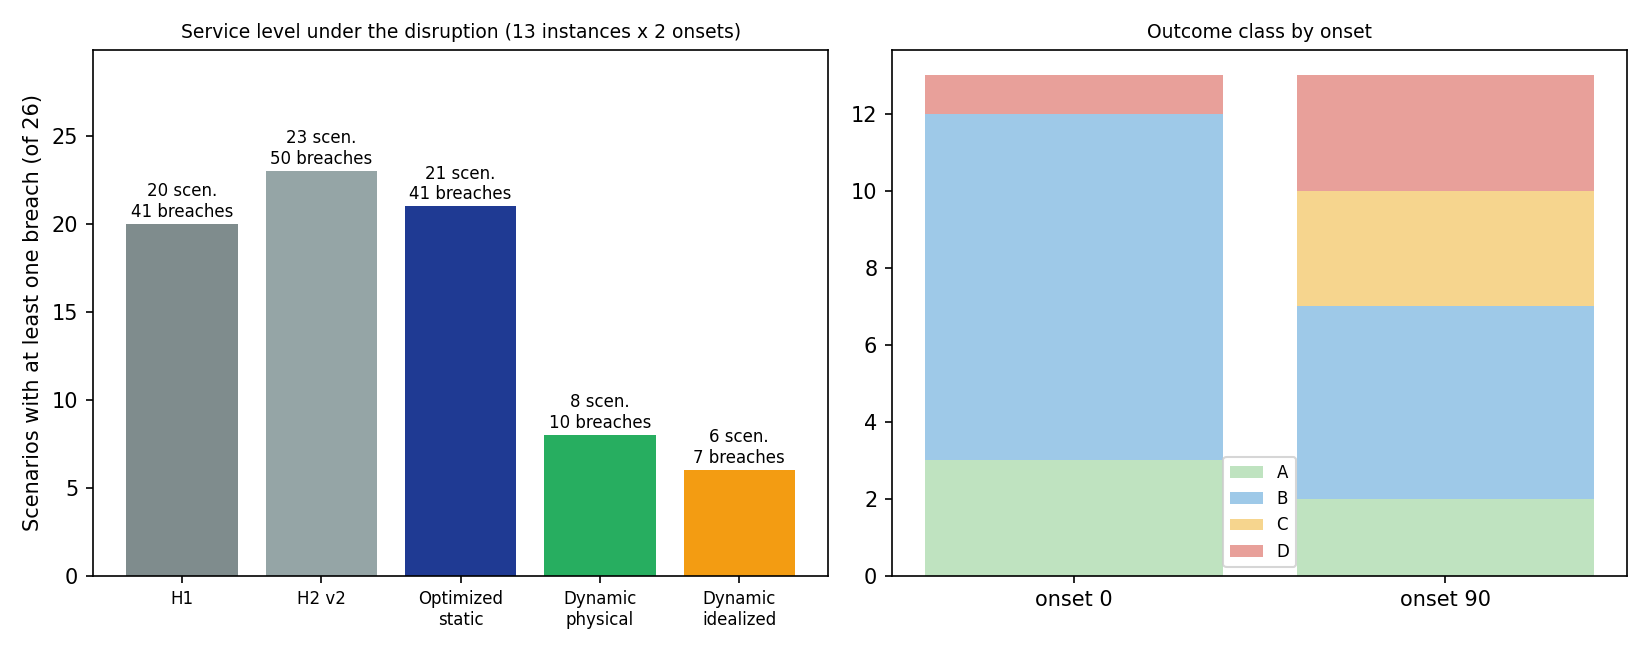 Service level under the disruption (13 instances x 2 onsets)
Scenarios with at least one breach (of 26)
25
20
15
10
5
0
20 scen.
41 breaches
23 scen.
50 breaches
21 scen.
41 breaches
8 scen.
10 breaches
6 scen.
7 breaches
H1
H2 v2
Optimized
static
Dynamic
physical
Dynamic
idealized
Outcome class by onset
12
10
8
6
4
2
0
A
B
C
D
onset 0
onset 90